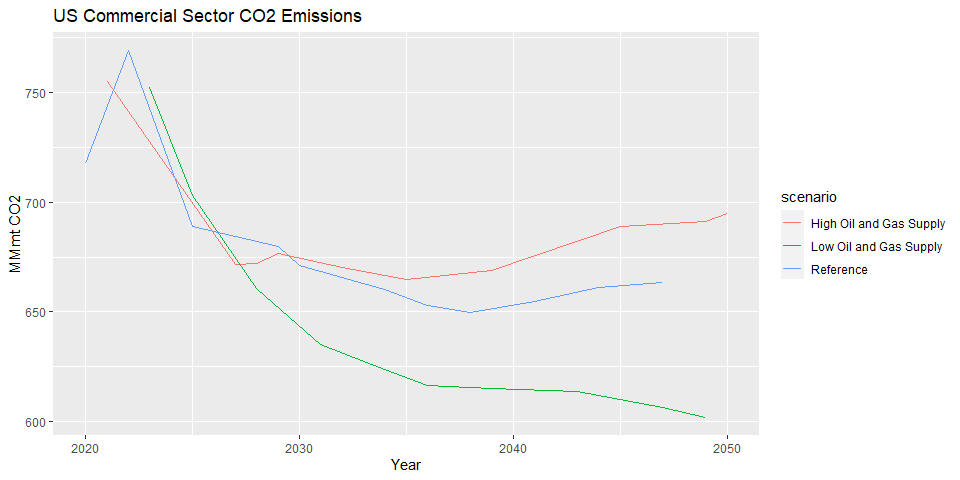 US Commercial Sector CO2 Emissions
MMmt CO2
750
700
650
600
2020
2030
2040
2050
Year
scenario
High Oil and Gas Supply
Low Oil and Gas Supply
Reference